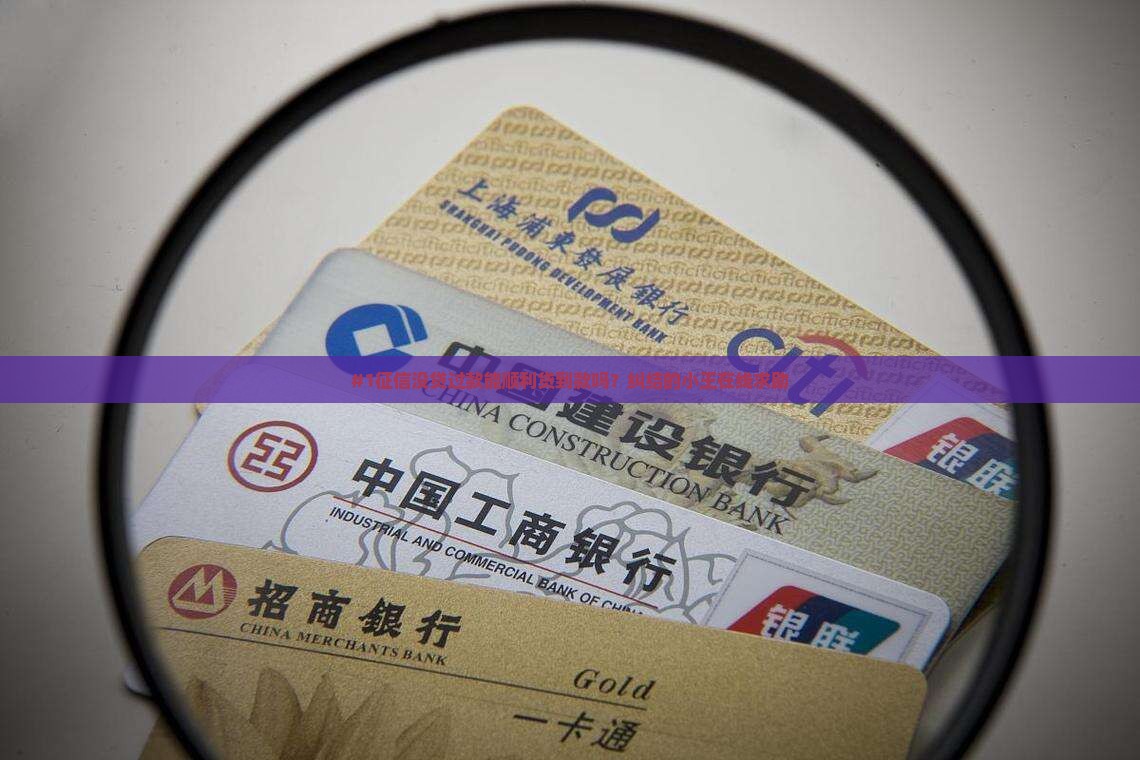 上海浦東發展銀行
SHANGHAI PUDONG DEVELOPMENT BANK
citi
中国建设银行
CHINA CONSTRUCTION BANK
银联
中国工商银行
INDUSTRIAL AND COMMERCIAL BANK OF CHINA
银联
招商銀行
CHINA MERCHANTS BANK
Gold
一卡通